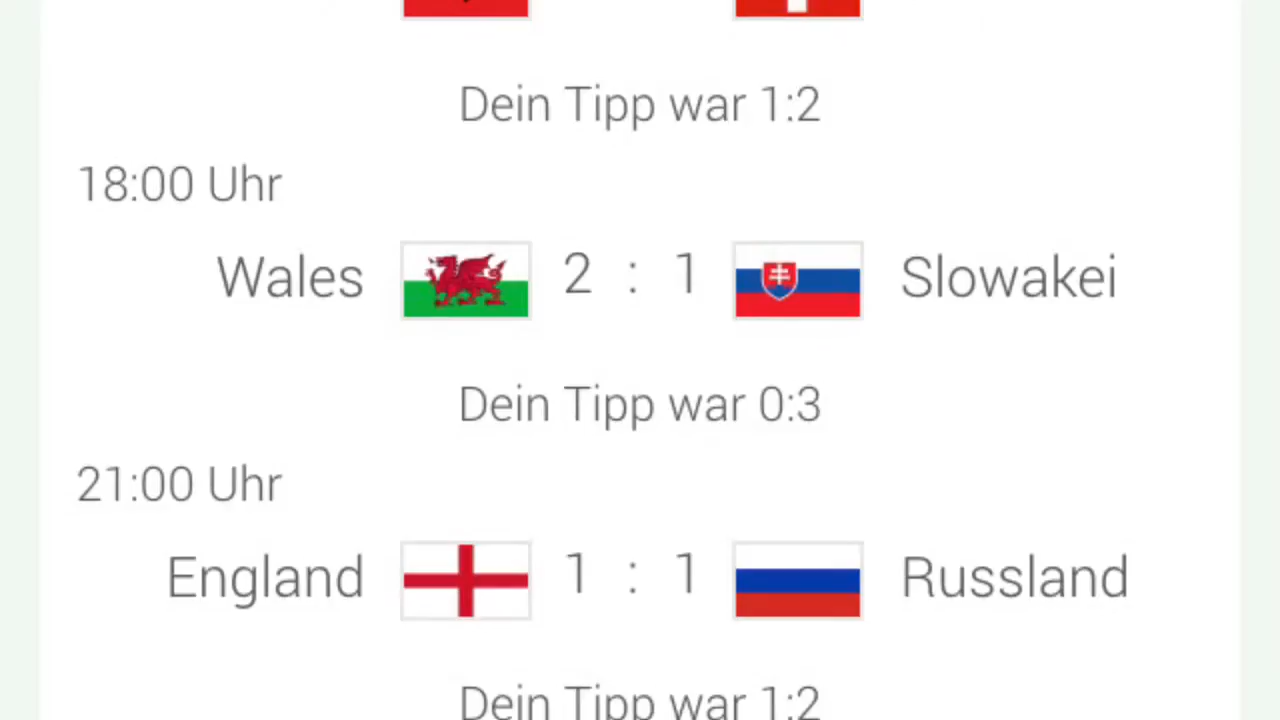 Dein Tipp war 1:2
18:00 Uhr
Wales 2 : 1 Slowakei
Dein Tipp war 0:3
21:00 Uhr
England 1 : 1 Russland
Dein Tipp war 1:2